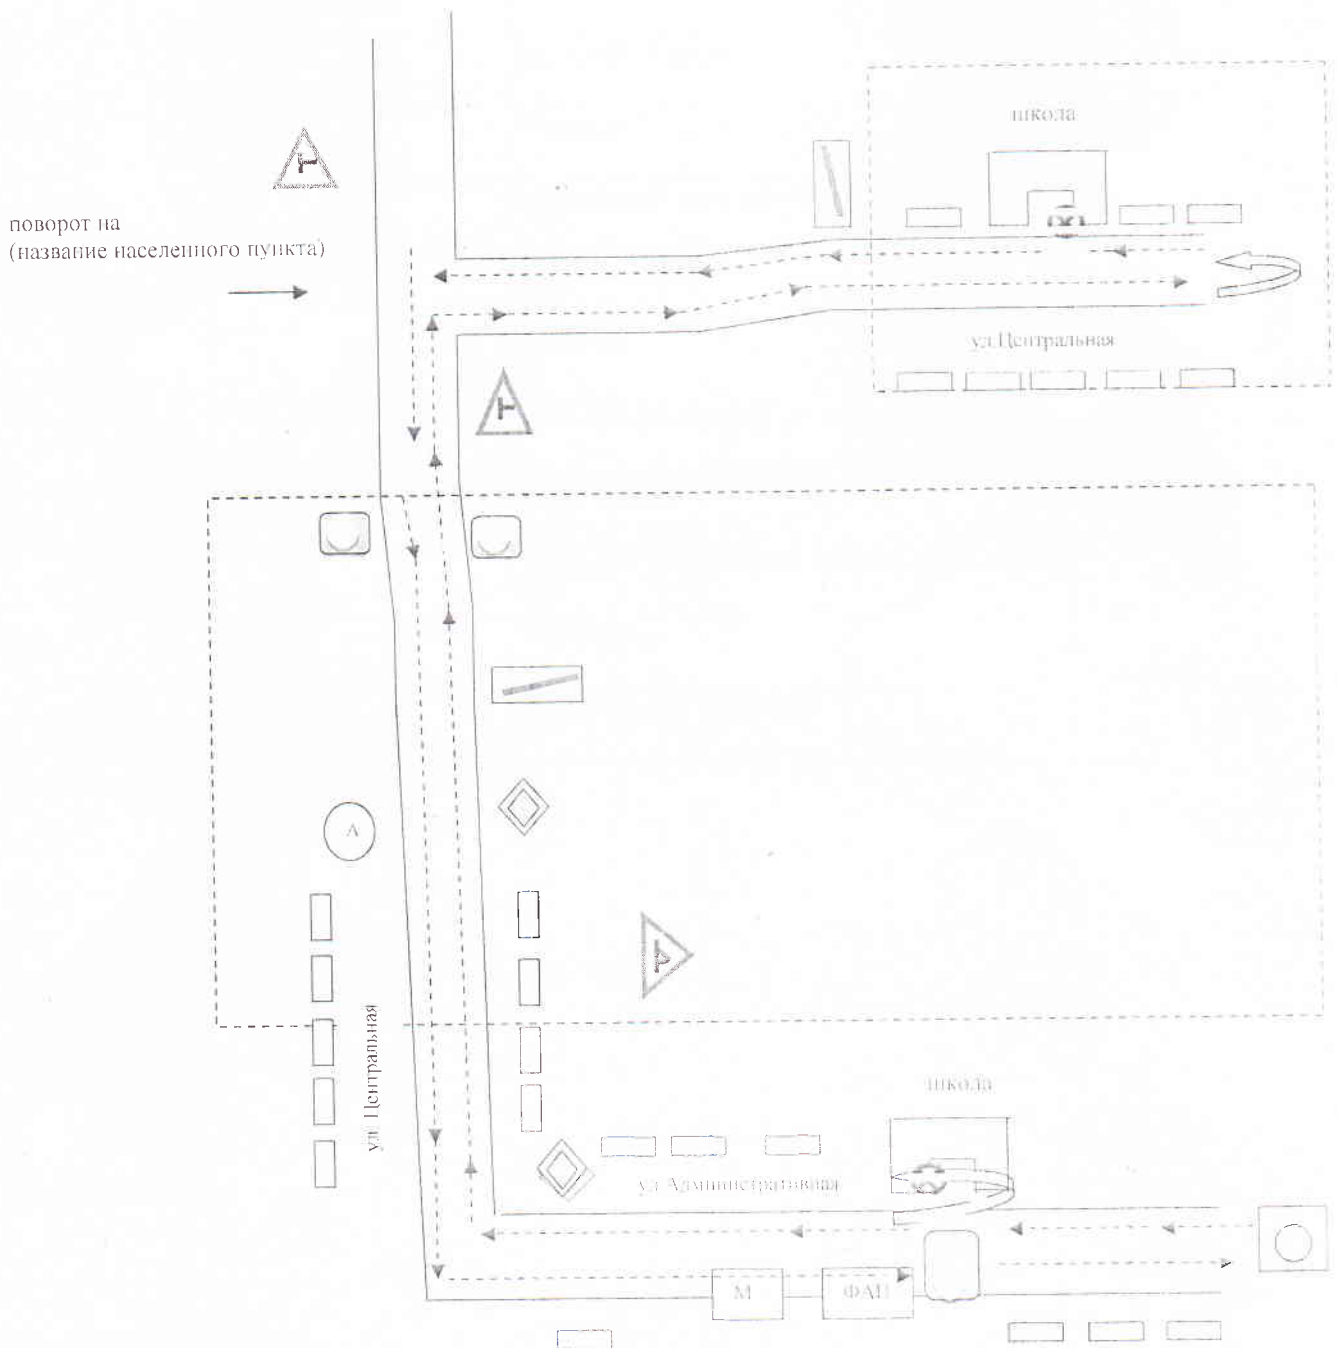 школа
поворот на
(название населенного пункта)
ул.Центральная
А
ул. Центральная
школа
ул.Административная
М
ФАП